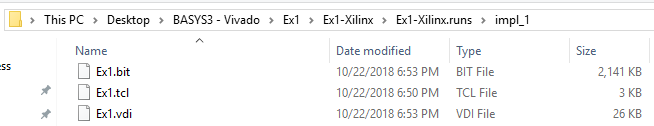 This PC > Desktop > BASYS3 - Vivado > Ex1 > Ex1-Xilinx > Ex1-Xilinx.runs > impl_1
Name Date modified Type Size
Ex1.bit 10/22/2018 6:53 PM BIT File 2,141 KB
ess
Ex1.tcl 10/22/2018 6:50 PM TCL File 3 KB
Ex1.vdi 10/22/2018 6:53 PM VDI File 26 KB